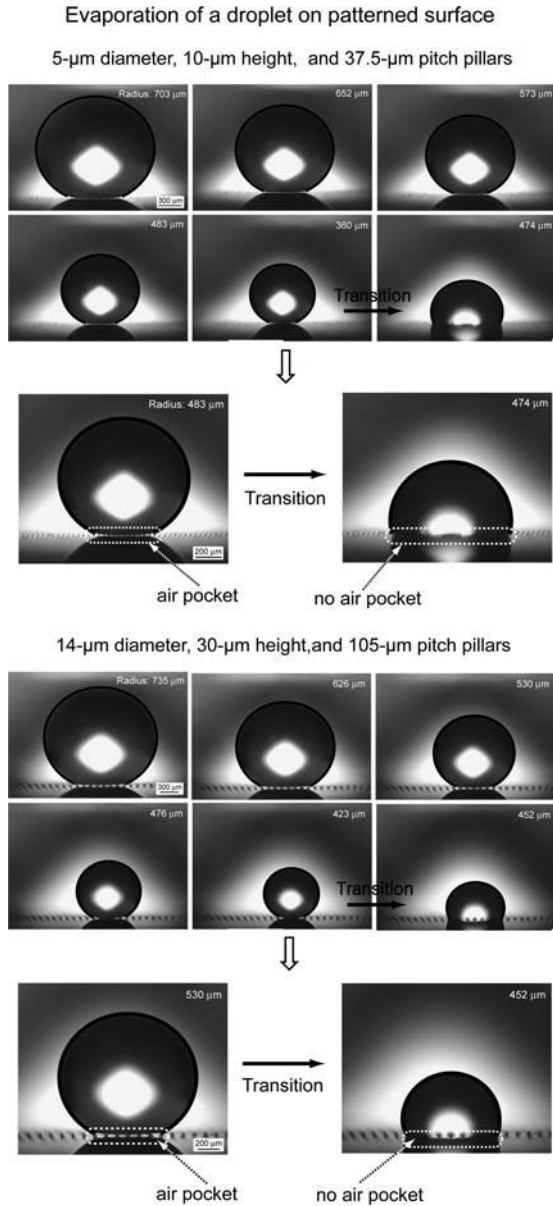 Evaporation of a droplet on patterned surface
5-µm diameter, 10-µm height, and 37.5-µm pitch pillars
Radius: 703 µm
652 µm
573 µm
300 µm
483 µm
360 µm
474 µm
Transition
Radius: 483 µm
474 µm
Transition
200 µm
air pocket
no air pocket
14-µm diameter, 30-µm height,and 105-µm pitch pillars
Radius: 735 µm
626 µm
530 µm
300 µm
476 µm
423 µm
452 µm
Transition
530 µm
452 µm
Transition
200 µm
air pocket
no air pocket